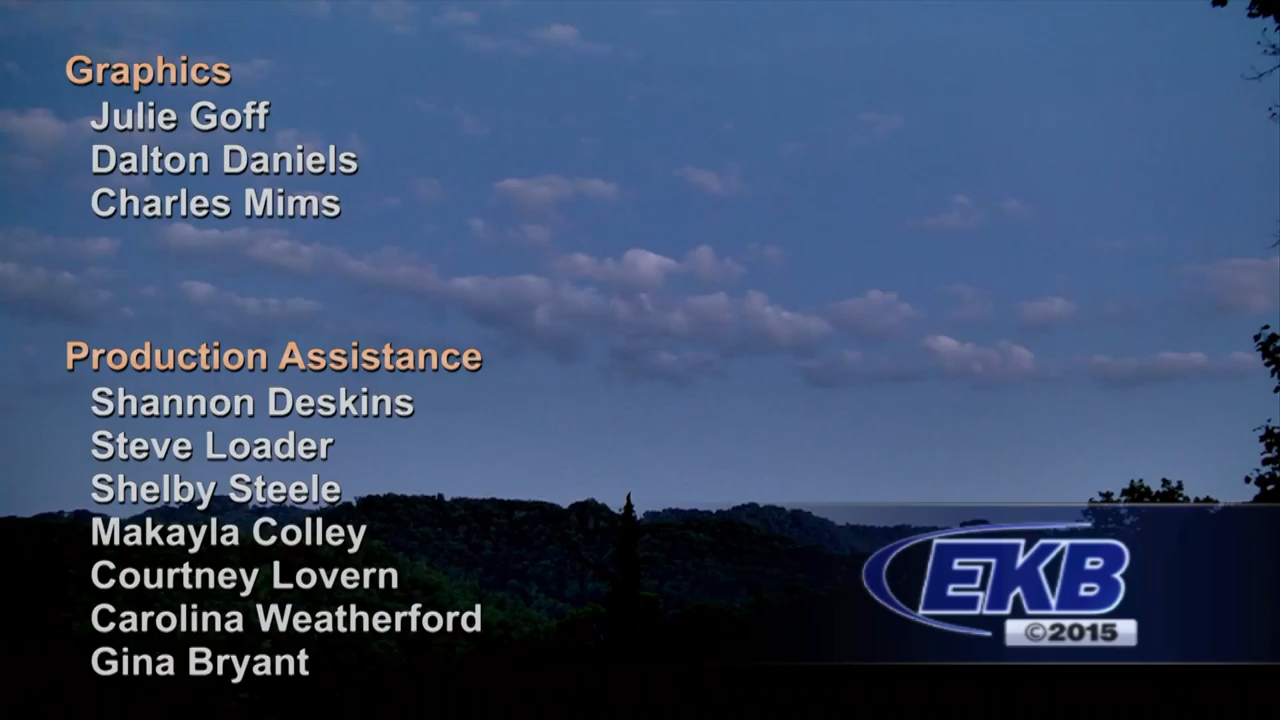 Graphics
Julie Goff
Dalton Daniels
Charles Mims
Production Assistance
Shannon Deskins
Steve Loader
Shelby Steele
Makayla Colley
Courtney Lovern
Carolina Weatherford
Gina Bryant
EKB
©2015